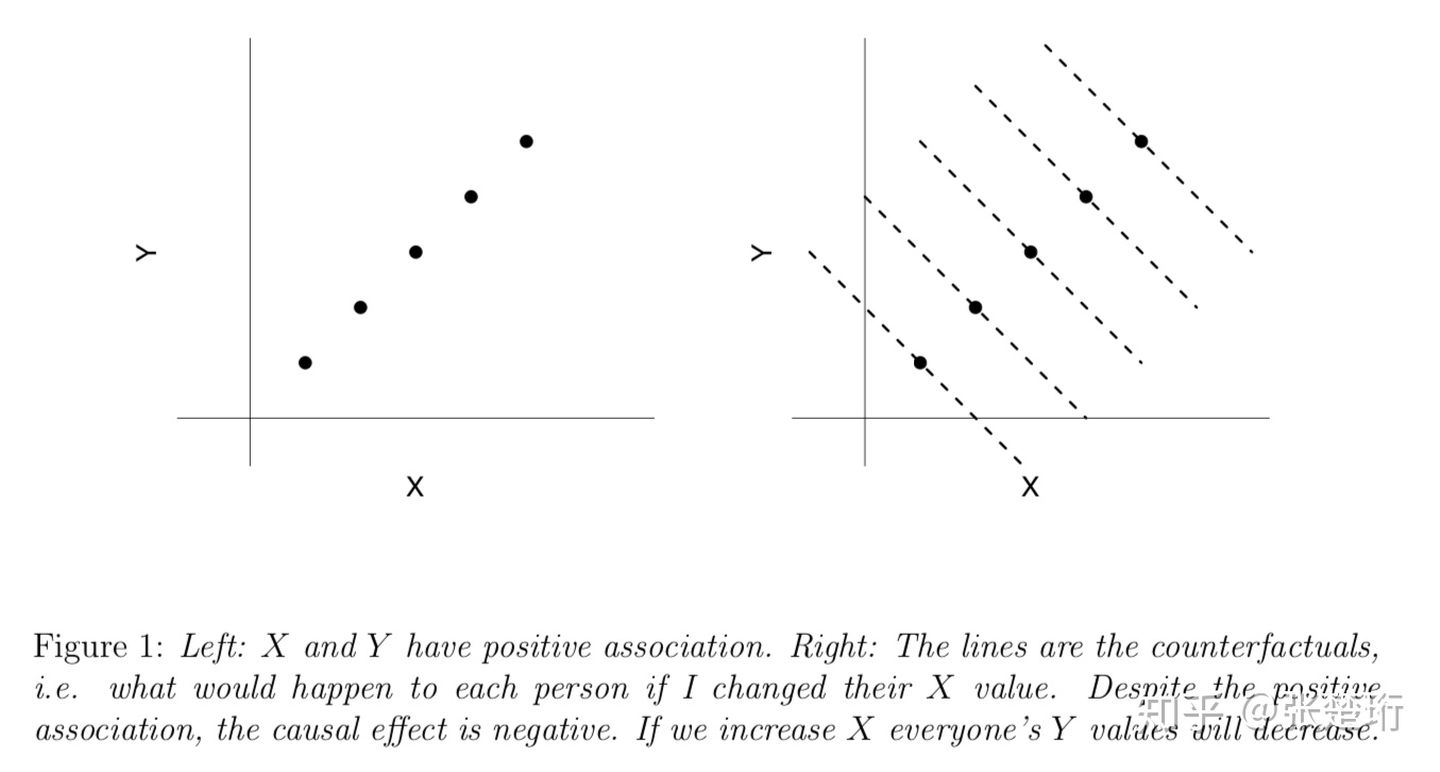 Y
X
Y
X
Figure 1: Left: X and Y have positive association. Right: The lines are the counterfactuals,
i.e. what would happen to each person if I changed their X value. Despite the positive
association, the causal effect is negative. If we increase X everyone's Y values will decrease.
知乎 @张楚珩